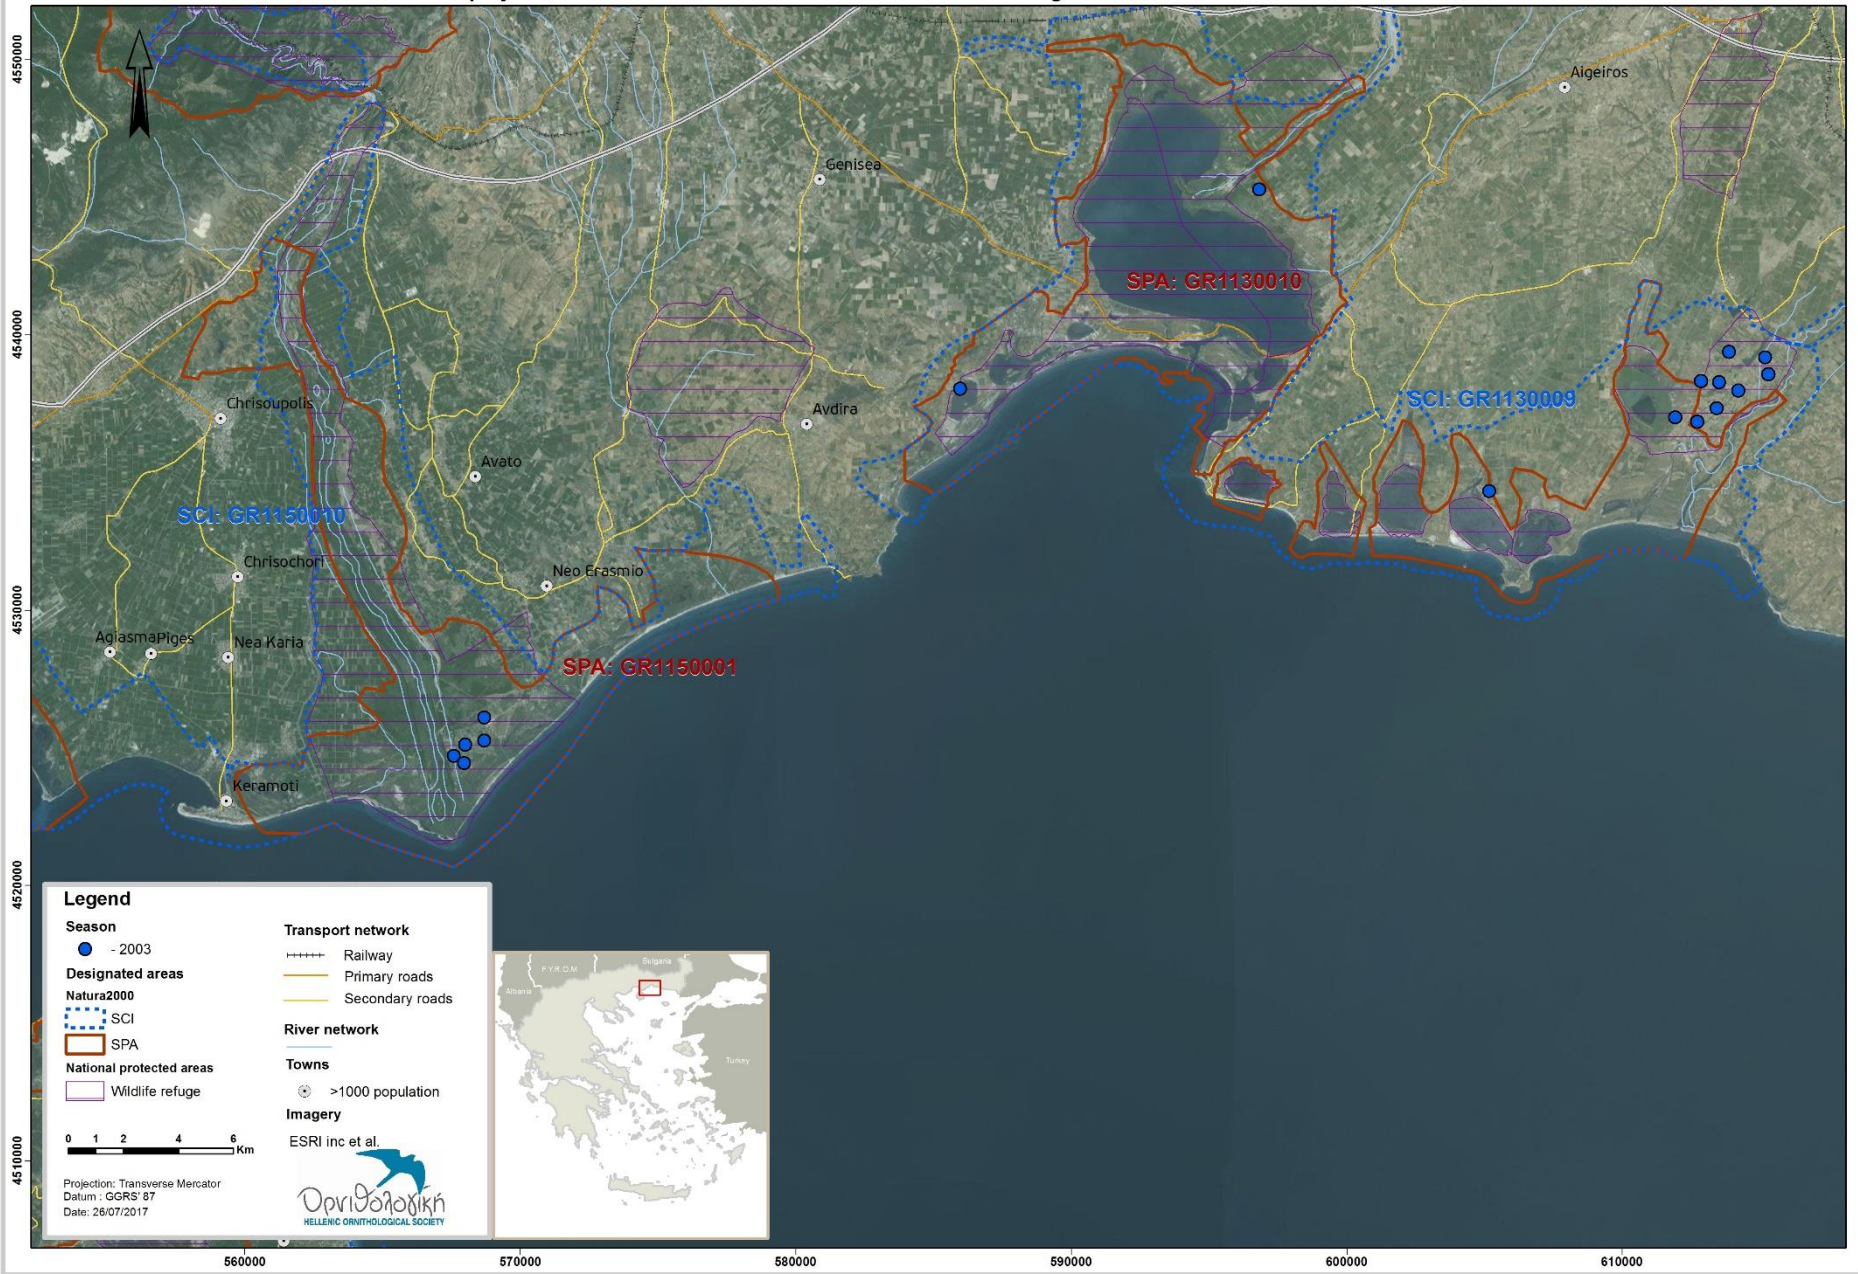 4550000
4540000
4530000
4520000
4510000
Aigeiros
Genisea
SPA: GR1130010
Chrisoupolis
Avdira
SCI: GR1130009
Avato
SCI: GR1150010
Chrisochori
Neo Erasmio
Agiasma
Piges
Nea Karia
SPA: GR1150001
Keramoti
Legend
Season
- 2003
Designated areas
Natura2000
SCI
SPA
National protected areas
Wildlife refuge
0 1 2 4 6
Km
Projection: Transverse Mercator
Datum : GGRS' 87
Date: 26/07/2017
Transport network
Railway
Primary roads
Secondary roads
River network
Towns
>1000 population
Imagery
ESRI inc et al.
Ορνιθολογική
HELLENIC ORNITHOLOGICAL SOCIETY
F.Y.R.O.M
Bulgaria
Albania
Turkey
560000
570000
580000
590000
600000
610000